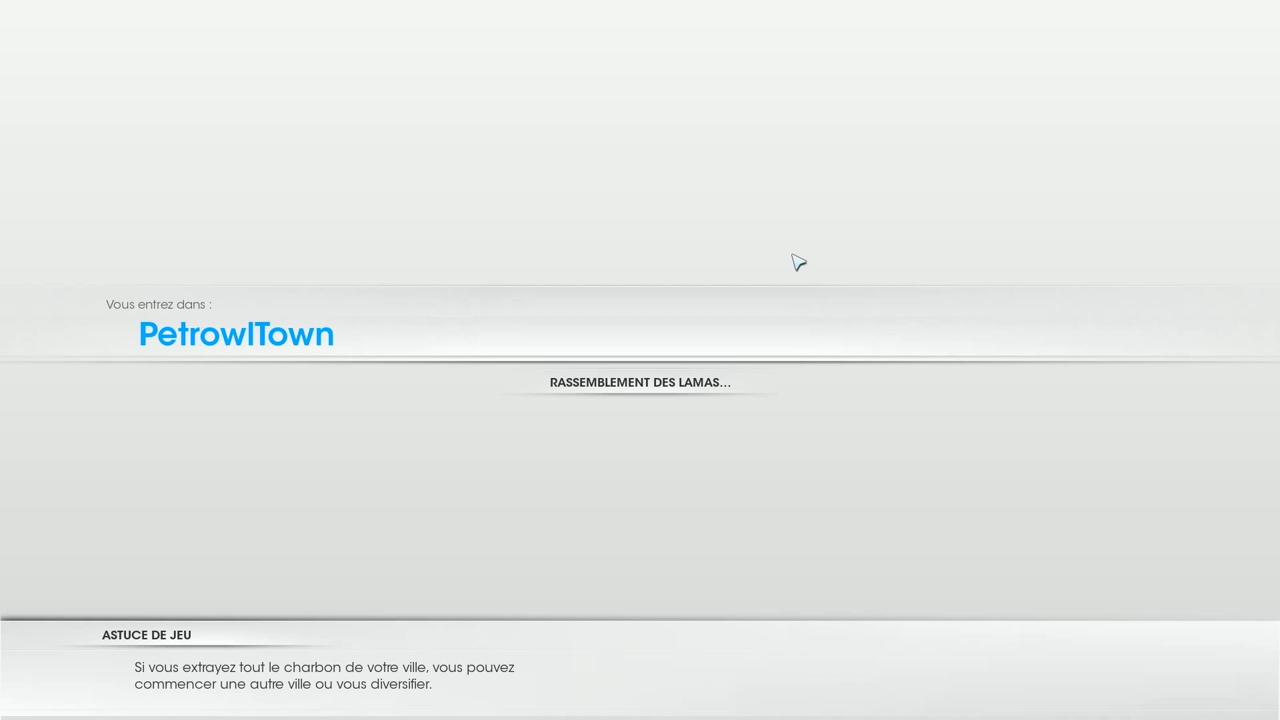 Vous entrez dans :
PetrowlTown
RASSEMBLEMENT DES LAMAS...
ASTUCE DE JEU
Si vous extrayez tout le charbon de votre ville, vous pouvez
commencer une autre ville ou vous diversifier.